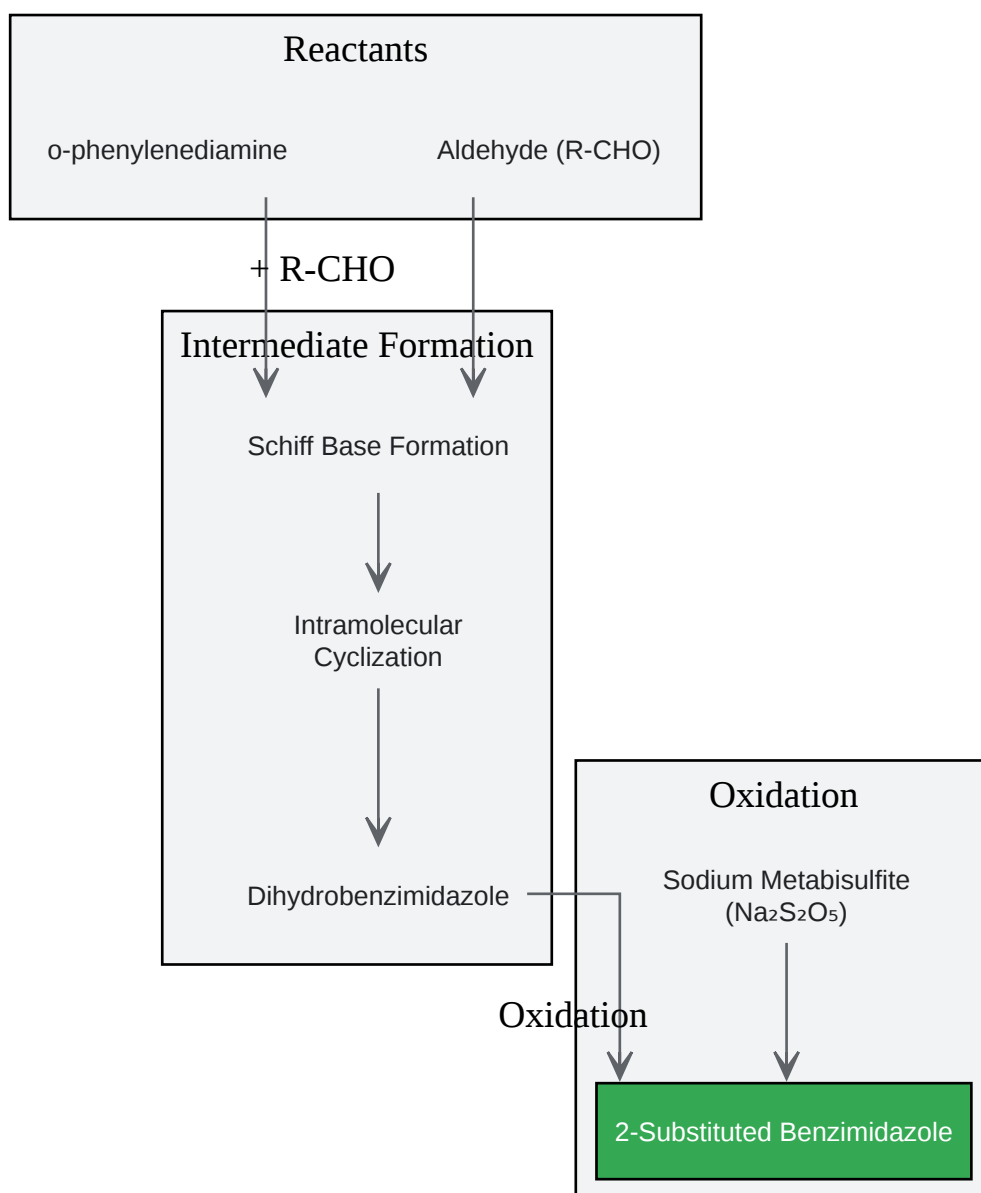 Reactants
o-phenylenediamine
Aldehyde (R-CHO)
+ R-CHO
Intermediate Formation
Schiff Base Formation
Intramolecular
Cyclization
Dihydrobenzimidazole
Oxidation
Sodium Metabisulfite
(Na₂S₂O₅)
Oxidation
2-Substituted Benzimidazole